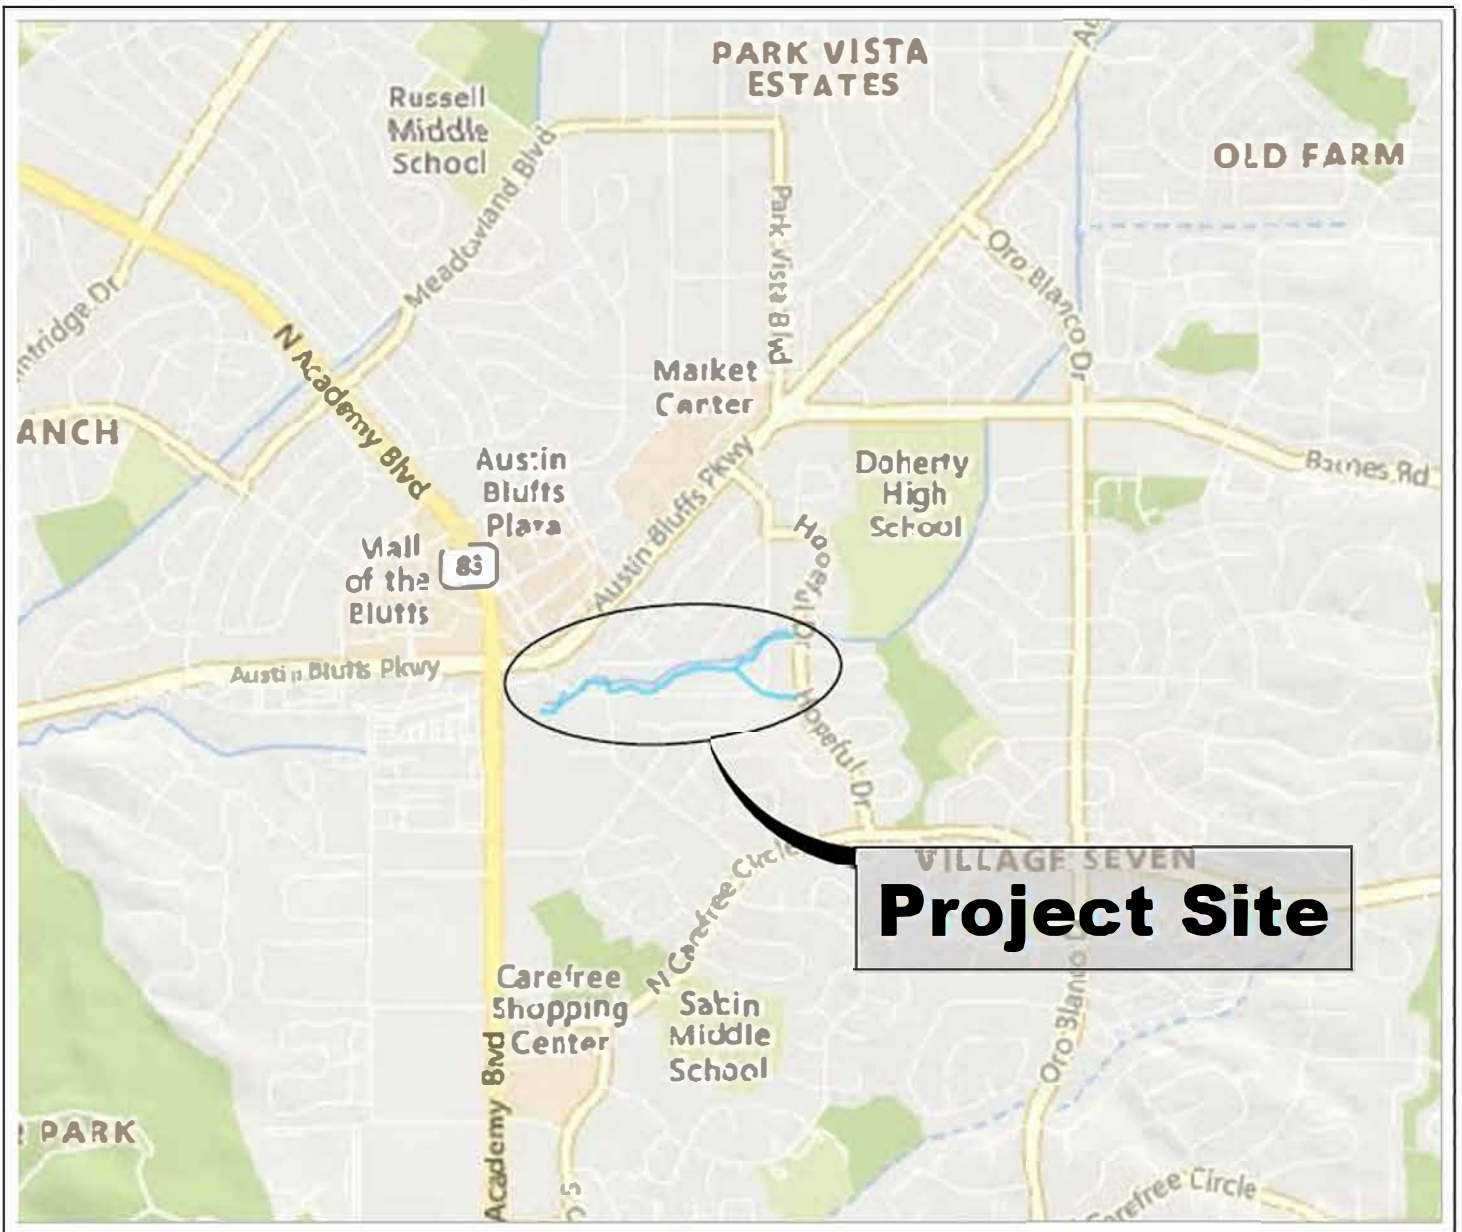 PARK VISTA
ESTATES
Russell
Middle
School
OLD FARM
Meadowland Blvd
Park Vista Blvd
Oro Blanco Dr
ntridge Dr
N Academy Blvd
Market
Center
ANCH
Austin
Bluffs
Plaza
Austin Bluffs Pkwy
Doherty
High
School
Barnes Rd
Mall
of the
Bluffs
83
Hopeful Dr
Austin Bluffs Pkwy
Hopeful Dr
VILLAGE SEVEN
Project Site
N Carefree Circle
Carefree
Shopping
Center
Sabin
Middle
School
Oro Blanco D
Academy Blvd
PARK
S C
arefree Circle